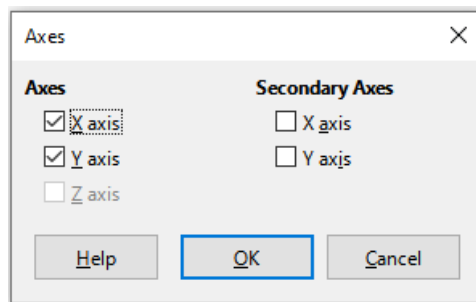 Axes
Axes Secondary Axes
X axis X axis
Y axis Y axis
Z axis
Help OK Cancel